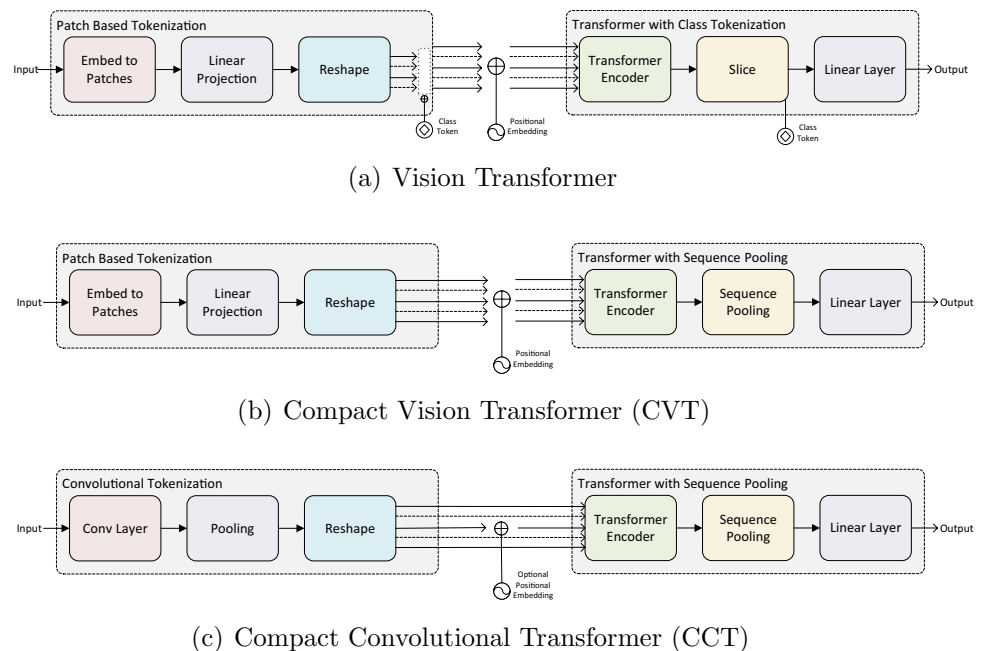 Patch Based Tokenization
Transformer with Class Tokenization
Input
Embed to
Patches
Linear
Projection
Reshape
Class
Token
Positional
Embedding
Transformer
Encoder
Slice
Linear Layer
Output
Class
Token
(a) Vision Transformer
Patch Based Tokenization
Transformer with Sequence Pooling
Input
Embed to
Patches
Linear
Projection
Reshape
Positional
Embedding
Transformer
Encoder
Sequence
Pooling
Linear Layer
Output
(b) Compact Vision Transformer (CVT)
Convolutional Tokenization
Transformer with Sequence Pooling
Input
Conv Layer
Pooling
Reshape
Optional
Positional
Embedding
Transformer
Encoder
Sequence
Pooling
Linear Layer
Output
(c) Compact Convolutional Transformer (CCT)